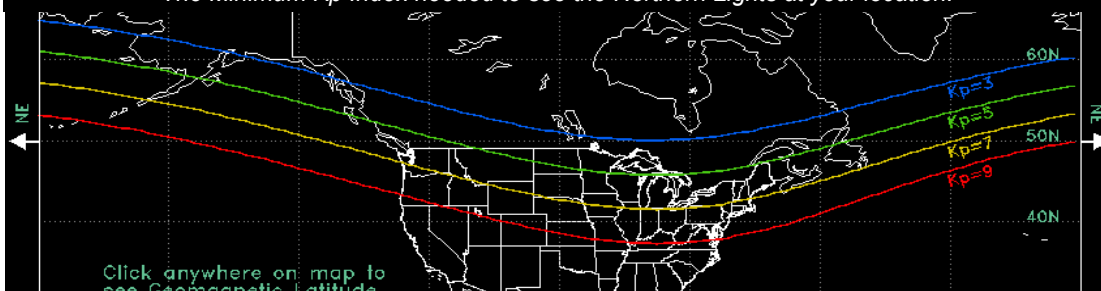 The Minimum Kp Index needed to see the Northern Lights at your location.
60N
Kp=3
NE
NE
Kp=5
50N
Kp=7
Kp=9
40N
Click anywhere on map to
see Geomagnetic Latitude